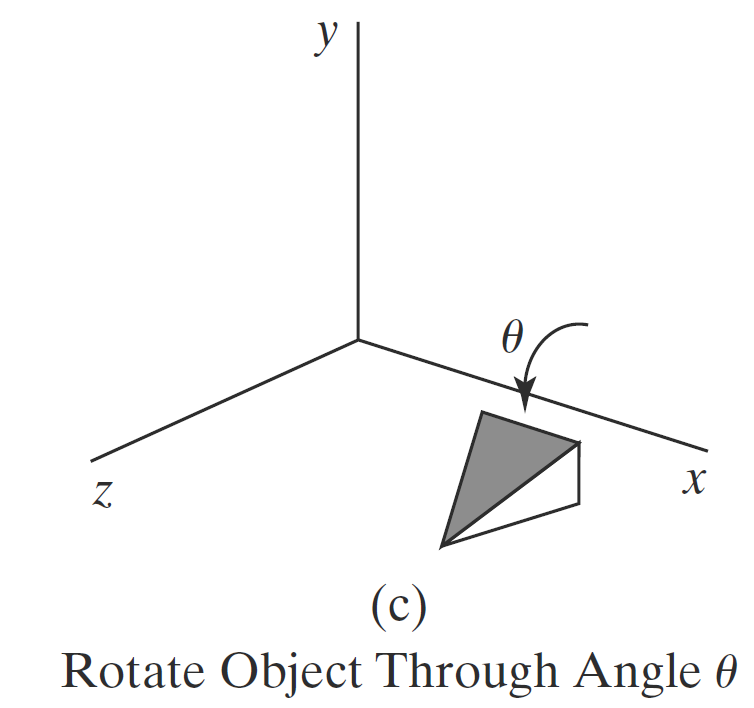 y
θ
z
x
(c)
Rotate Object Through Angle θ